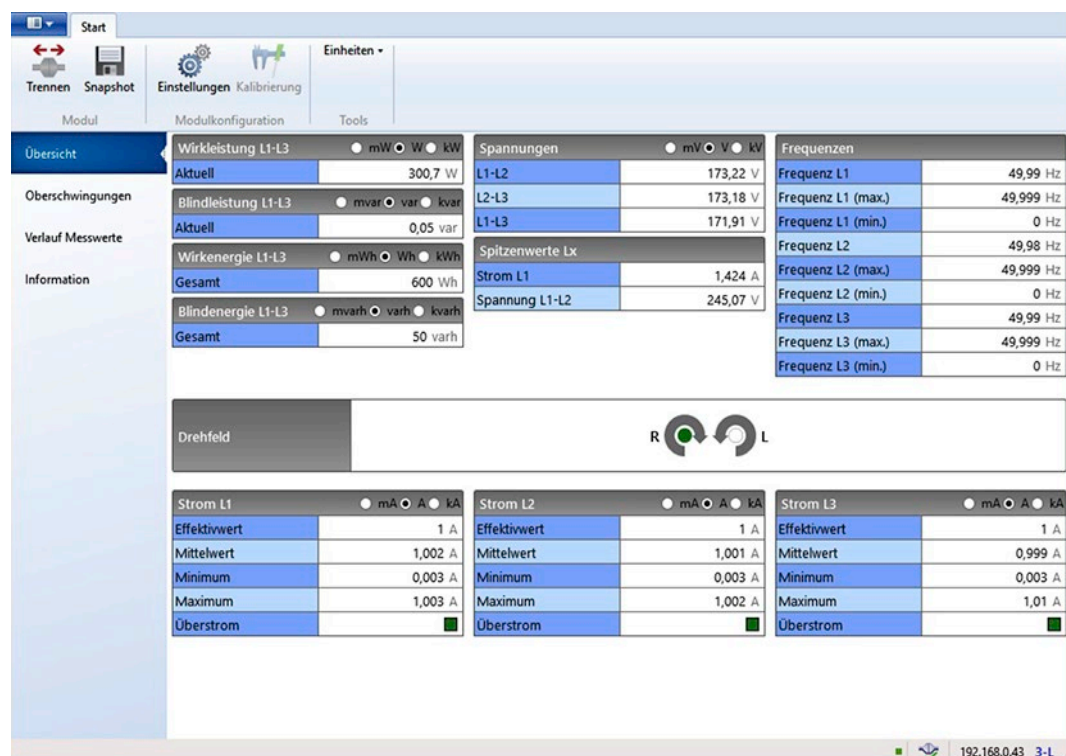 Start
Trennen Snapshot Einstellungen Kalibrierung Einheiten
Modul Modulkonfiguration Tools
Übersicht
Oberschwingungen
Verlauf Messwerte
Information
Wirkleistung L1-L3 mW W kW
Aktuell 300,7 W
Blindleistung L1-L3 mvar var kvar
Aktuell 0,05 var
Wirkenergie L1-L3 mWh Wh kWh
Gesamt 600 Wh
Blindenergie L1-L3 mvarh varh kvarh
Gesamt 50 varh
Spannungen mV V kV
L1-L2 173,22 V
L2-L3 173,18 V
L1-L3 171,91 V
Spitzenwerte Lx
Strom L1 1,424 A
Spannung L1-L2 245,07 V
Frequenzen
Frequenz L1 49,99 Hz
Frequenz L1 (max.) 49,999 Hz
Frequenz L1 (min.) 0 Hz
Frequenz L2 49,98 Hz
Frequenz L2 (max.) 49,999 Hz
Frequenz L2 (min.) 0 Hz
Frequenz L3 49,99 Hz
Frequenz L3 (max.) 49,999 Hz
Frequenz L3 (min.) 0 Hz
Drehfeld R L
Strom L1 mA A kA
Effektivwert 1 A
Mittelwert 1,002 A
Minimum 0,003 A
Maximum 1,003 A
Überstrom
Strom L2 mA A kA
Effektivwert 1 A
Mittelwert 1,001 A
Minimum 0,003 A
Maximum 1,002 A
Überstrom
Strom L3 mA A kA
Effektivwert 1 A
Mittelwert 0,999 A
Minimum 0,003 A
Maximum 1,01 A
Überstrom
192.168.0.43 3-L